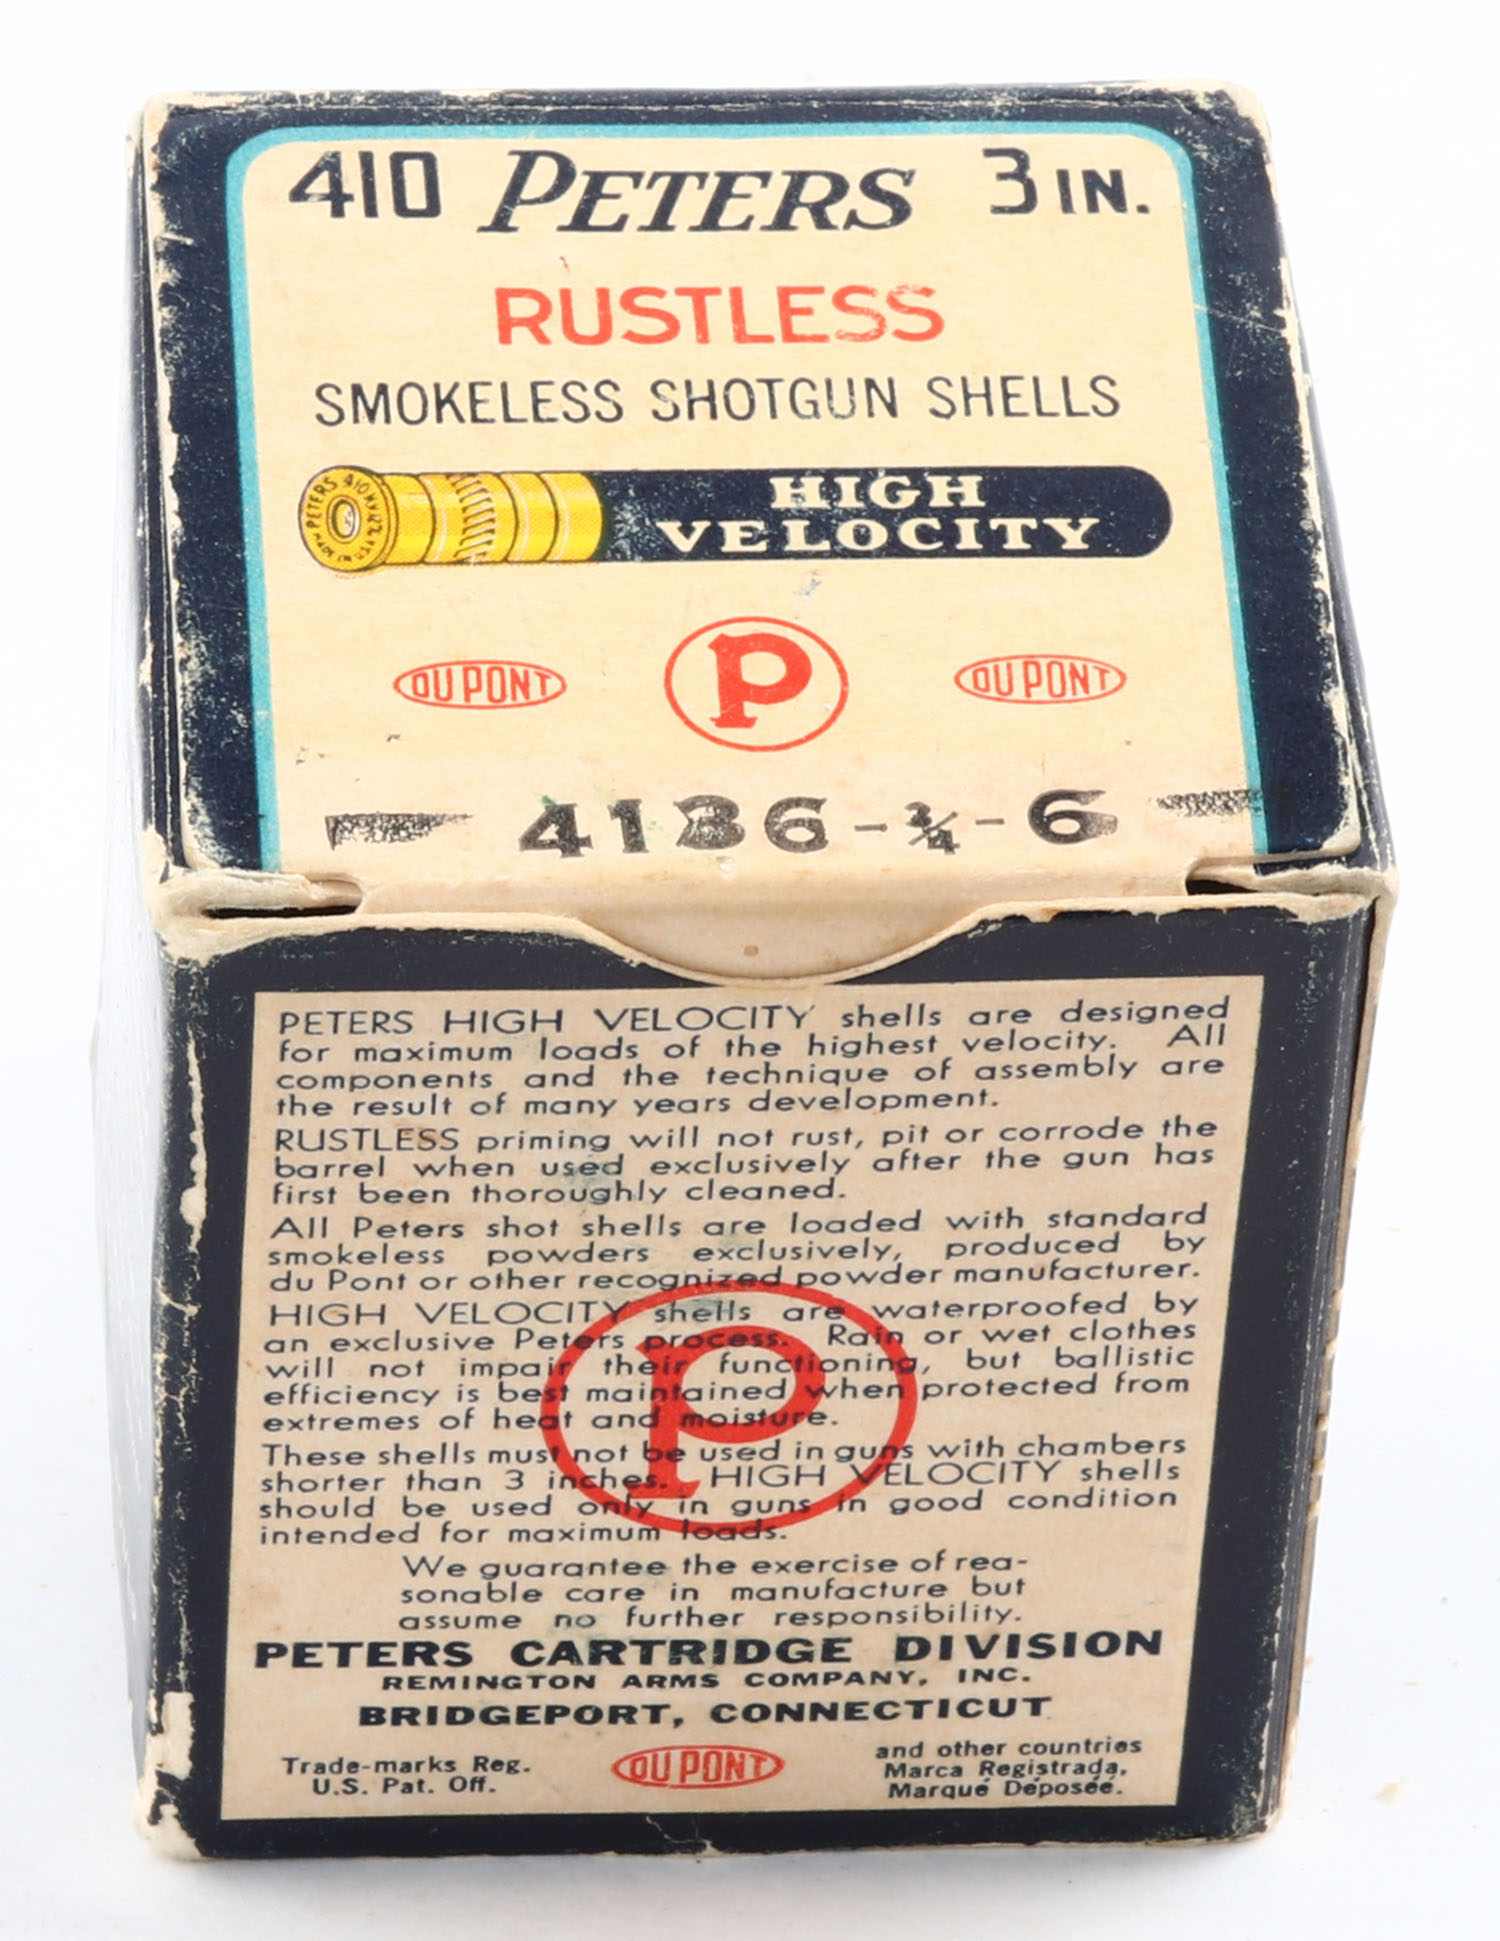 410 PETERS 3 IN.
RUSTLESS
SMOKELESS SHOTGUN SHELLS
PETERS 410
HIGH
VELOCITY
DU PONT P DU PONT
4136-¾-6
PETERS HIGH VELOCITY shells are designed
for maximum loads of the highest velocity. All
components and the technique of assembly are
the result of many years development.
RUSTLESS priming will not rust, pit or corrode the
barrel when used exclusively after the gun has
first been thoroughly cleaned.
All Peters shot shells are loaded with standard
smokeless powders exclusively, produced by
du Pont or other recognized powder manufacturer.
HIGH VELOCITY shells are waterproofed by
an exclusive Peters process. Rain or wet clothes
will not impair their functioning, but ballistic
efficiency is best maintained when protected from
extremes of heat and moisture.
These shells must not be used in guns with chambers
shorter than 3 inches. HIGH VELOCITY shells
should be used only in guns in good condition
intended for maximum loads.
P
We guarantee the exercise of rea-
sonable care in manufacture but
assume no further responsibility.
PETERS CARTRIDGE DIVISION
REMINGTON ARMS COMPANY, INC.
BRIDGEPORT, CONNECTICUT
Trade-marks Reg.
U.S. Pat. Off.
DU PONT
and other countries
Marca Registrada,
Marqué Déposée.